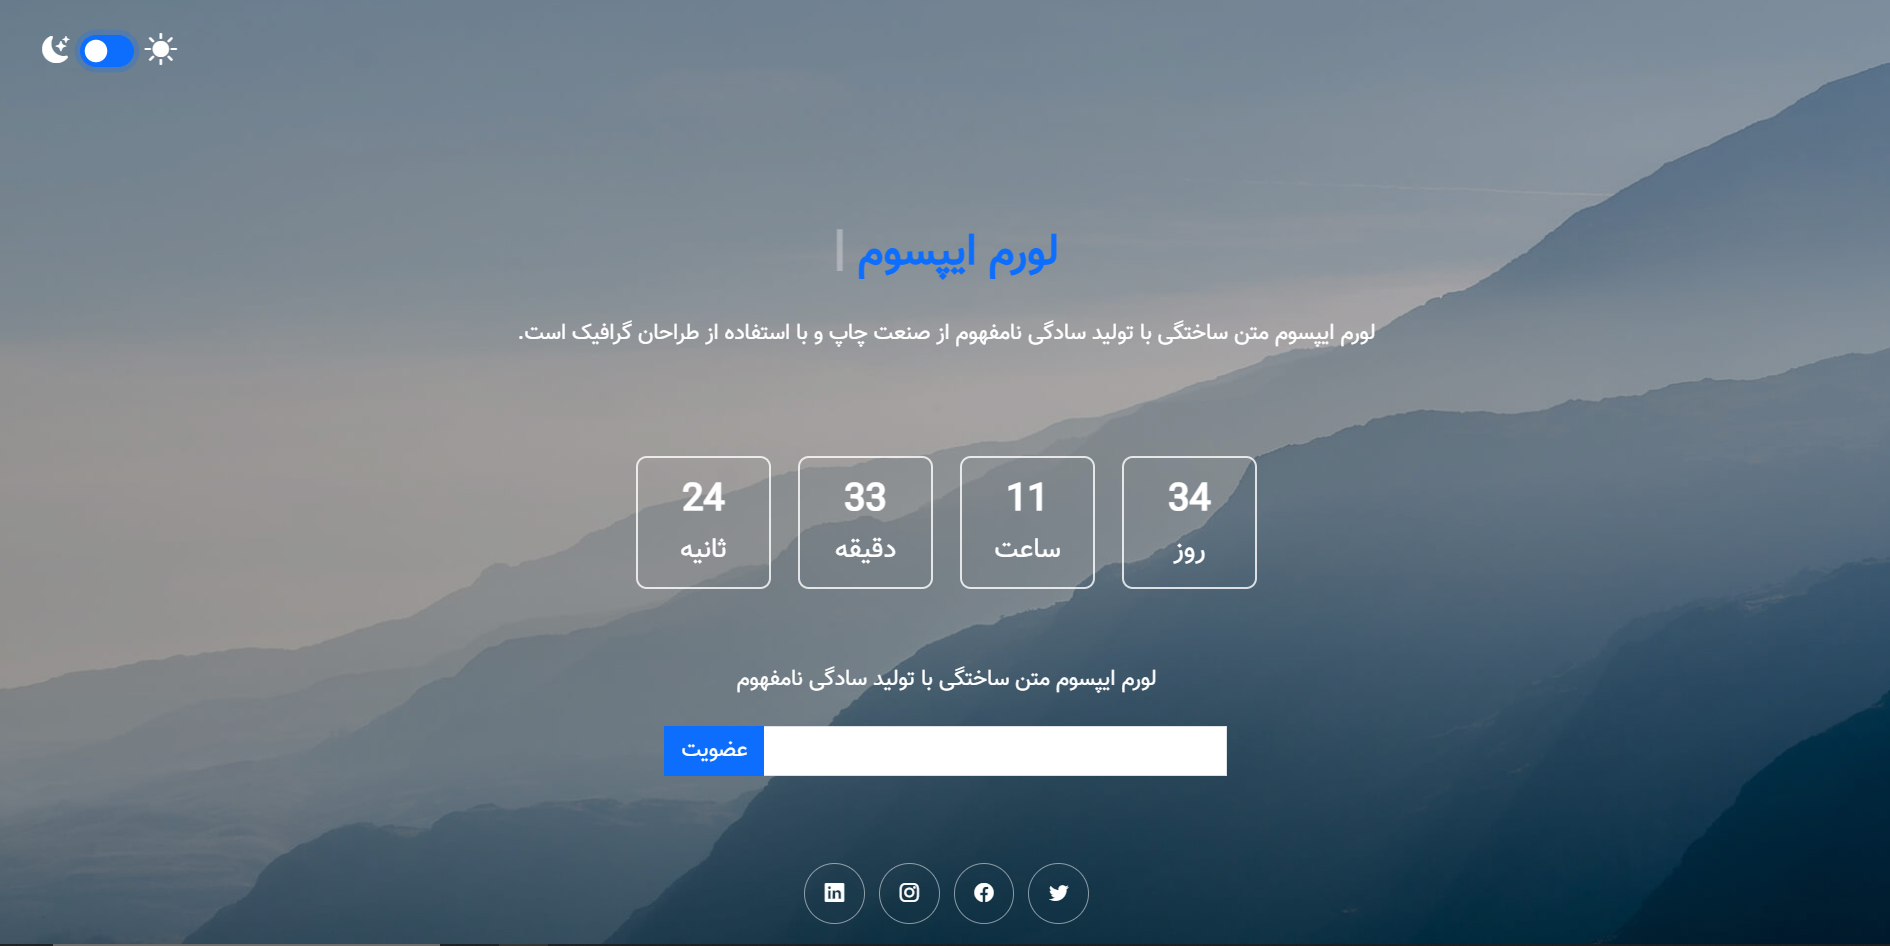 لورم ایپسوم |
لورم ایپسوم متن ساختگی با تولید سادگی نامفهوم از صنعت چاپ و با استفاده از طراحان گرافیک است.
34 11 33 24
روز ساعت دقیقه ثانیه
لورم ایپسوم متن ساختگی با تولید سادگی نامفهوم
عضویت